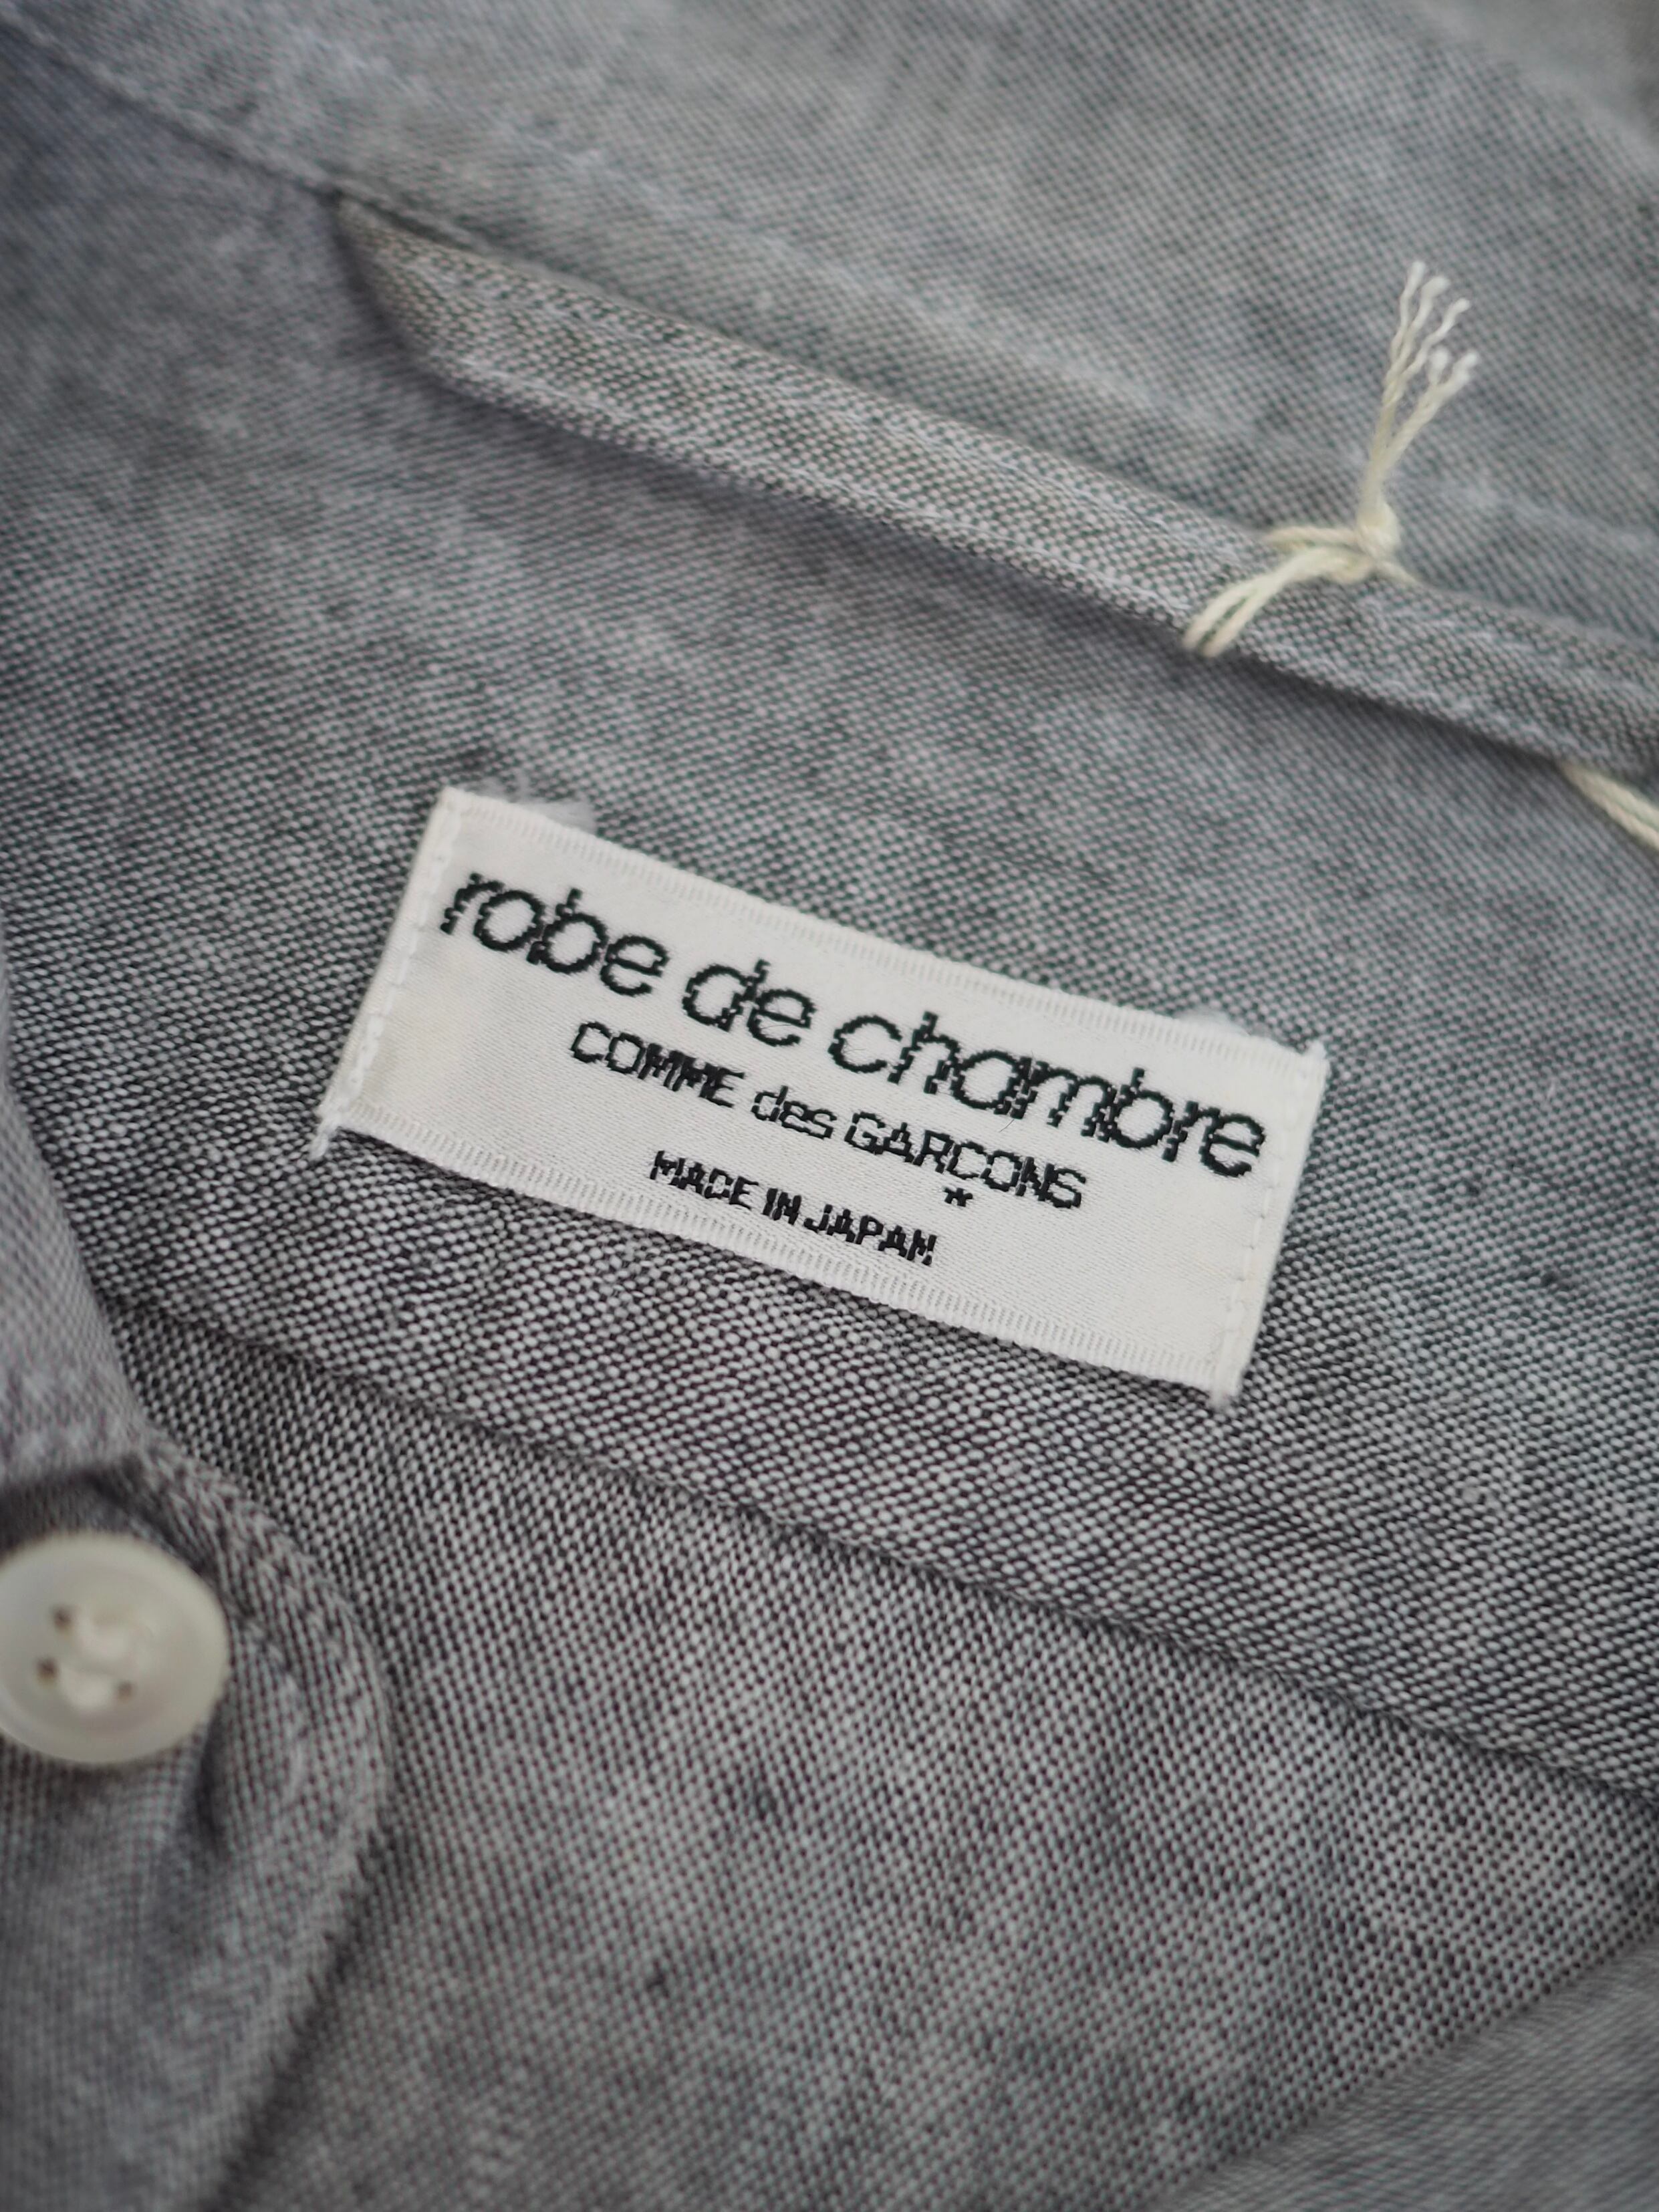 robe de chambre
COMME des GARCONS
*
MADE IN JAPAN